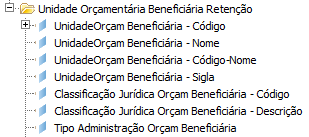 Unidade Orçamentária Beneficiária Retenção
UnidadeOrçam Beneficiária - Código
UnidadeOrçam Beneficiária - Nome
UnidadeOrçam Beneficiária - Código-Nome
UnidadeOrçam Beneficiária - Sigla
Classificação Jurídica Orçam Beneficiária - Código
Classificação Jurídica Orçam Beneficiária - Descrição
Tipo Administração Orçam Beneficiária